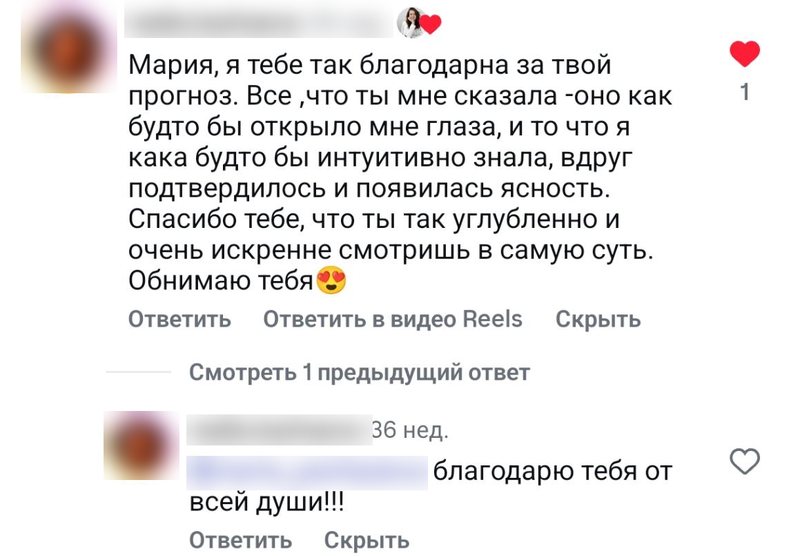 Мария, я тебе так благодарна за твой
прогноз. Все ,что ты мне сказала -оно как
будто бы открыло мне глаза, и то что я
кака будто бы интуитивно знала, вдруг
подтвердилось и появилась ясность.
Спасибо тебе, что ты так углубленно и
очень искренне смотришь в самую суть.
Обнимаю тебя😍
1
Ответить Ответить в видео Reels Скрыть
Смотреть 1 предыдущий ответ
36 нед.
благодарю тебя от
всей души!!!
Ответить Скрыть